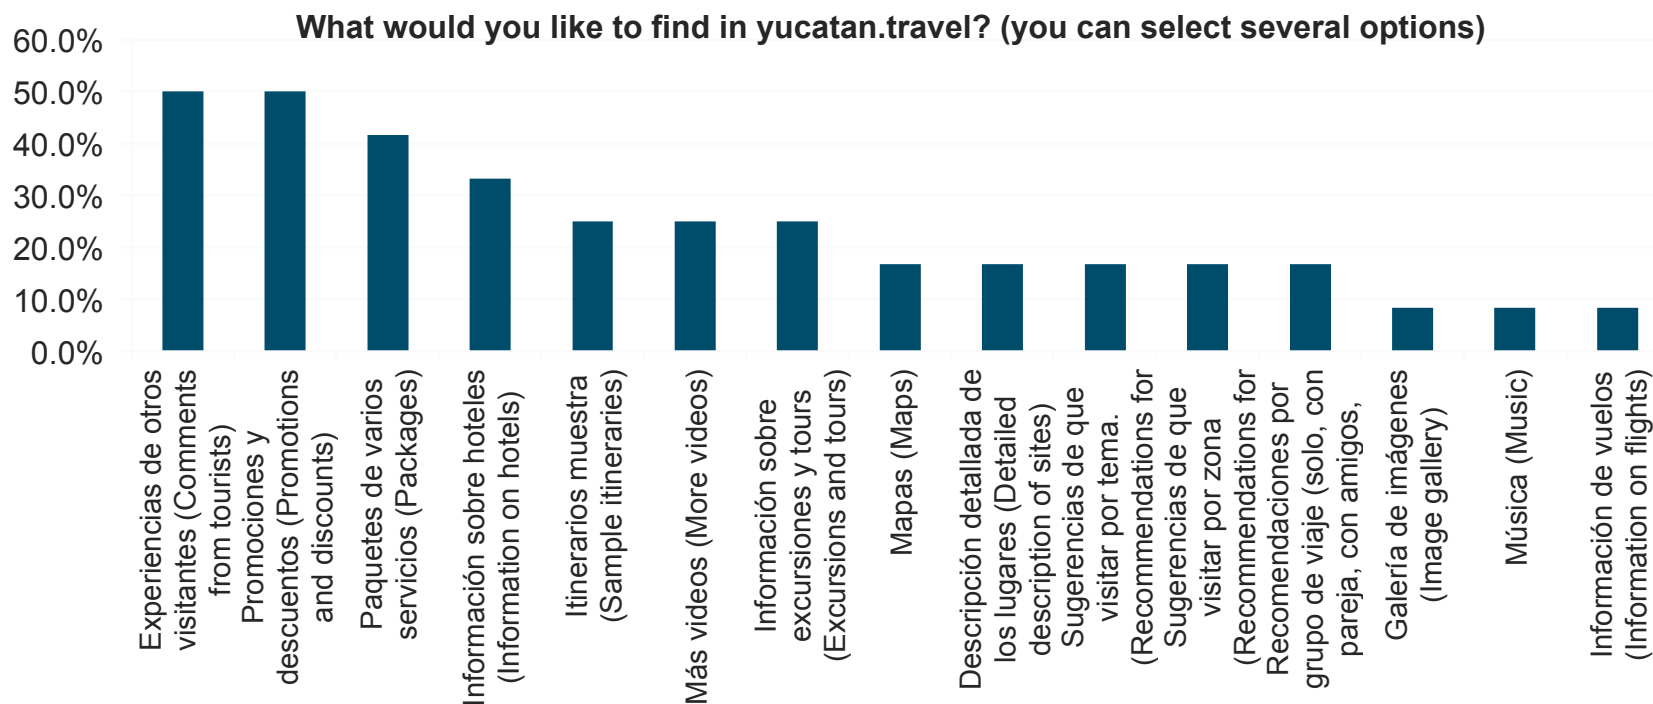 What would you like to find in yucatan.travel? (you can select several options)
60.0%
50.0%
40.0%
30.0%
20.0%
10.0%
0.0%
Experiencias de otros
visitantes (Comments
from tourists)
Promociones y
descuentos (Promotions
and discounts)
Paquetes de varios
servicios (Packages)
Información sobre hoteles
(Information on hotels)
Itinerarios muestra
(Sample itineraries)
Más videos (More videos)
Información sobre
excursiones y tours
(Excursions and tours)
Mapas (Maps)
Descripción detallada de
los lugares (Detailed
description of sites)
Sugerencias de que
visitar por tema.
(Recommendations for
Sugerencias de que
visitar por zona
(Recommendations for
Recomendaciones por
grupo de viaje (solo, con
pareja, con amigos,
Galería de imágenes
(Image gallery)
Música (Music)
Información de vuelos
(Information on flights)